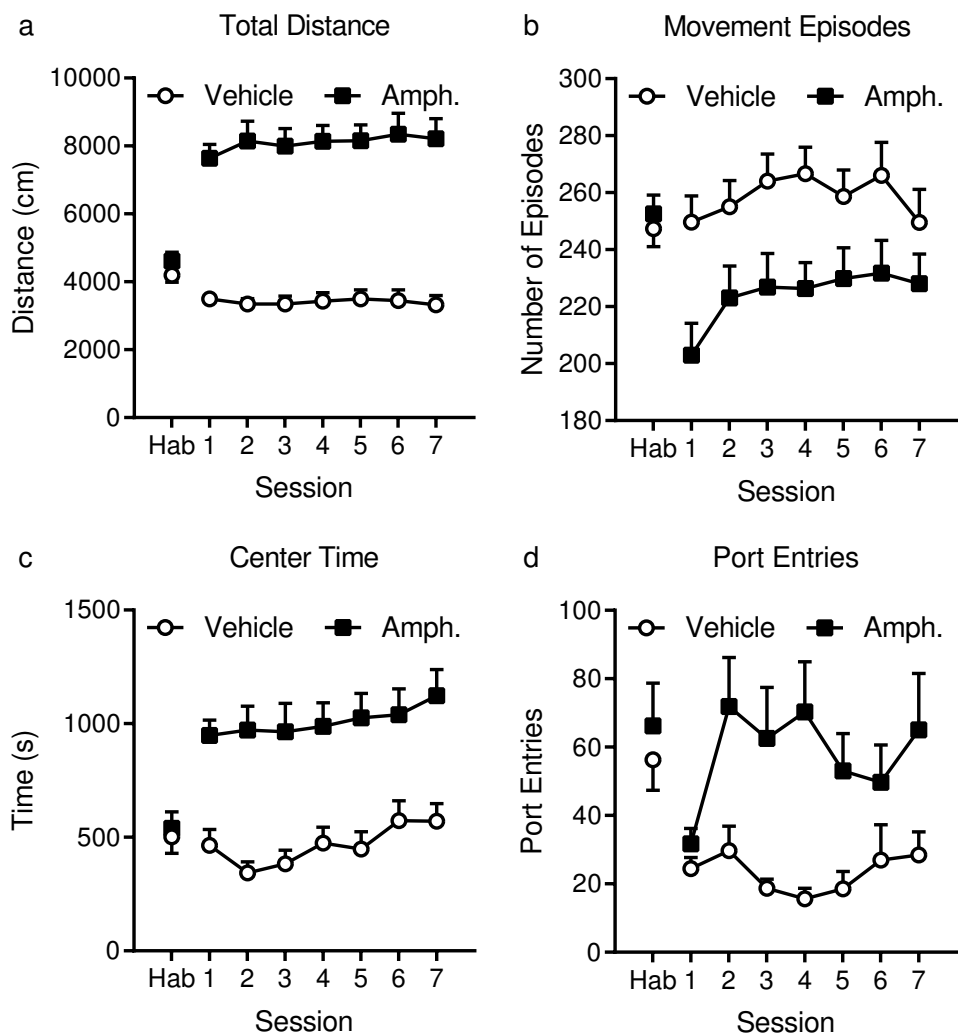 a Total Distance
Vehicle Amph.
Distance (cm)
10000
8000
6000
4000
2000
0
Hab 1 2 3 4 5 6 7
Session
b Movement Episodes
Vehicle Amph.
Number of Episodes
300
280
260
240
220
200
180
Hab 1 2 3 4 5 6 7
Session
c Center Time
Vehicle Amph.
Time (s)
1500
1000
500
0
Hab 1 2 3 4 5 6 7
Session
d Port Entries
Vehicle Amph.
Port Entries
100
80
60
40
20
0
Hab 1 2 3 4 5 6 7
Session